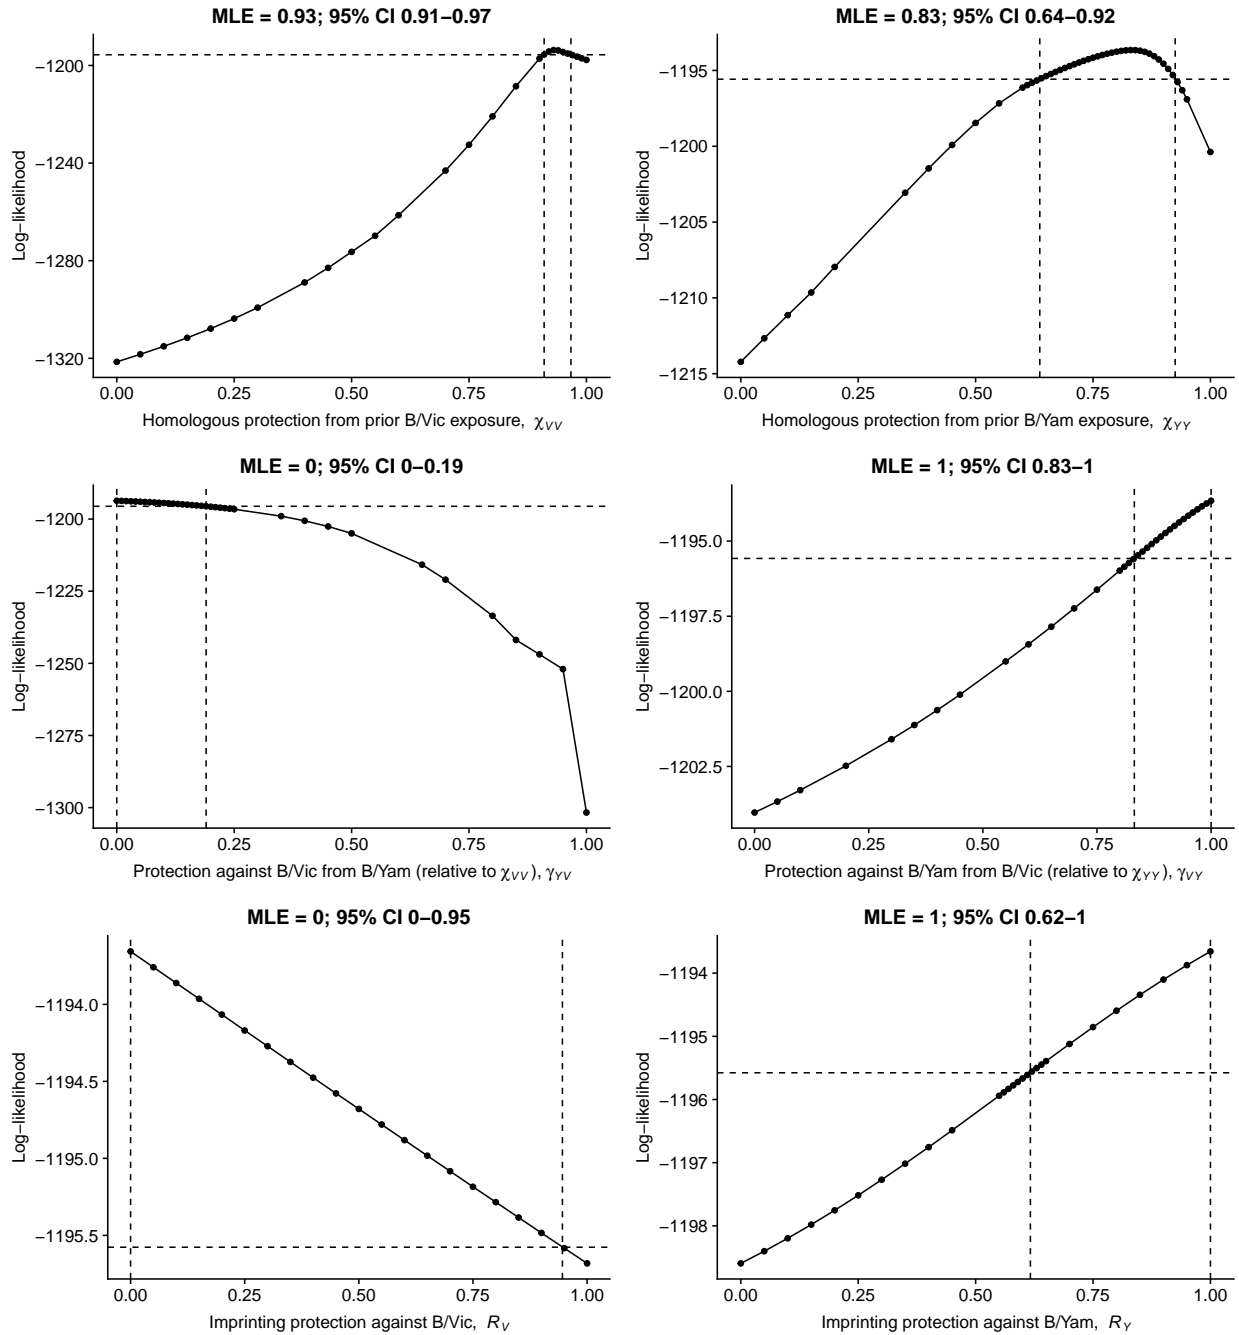 MLE = 0.93; 95% CI 0.91–0.97
Log−likelihood
−1200
−1240
−1280
−1320
0.00 0.25 0.50 0.75 1.00
Homologous protection from prior B/Vic exposure, χVV
MLE = 0.83; 95% CI 0.64–0.92
Log−likelihood
−1195
−1200
−1205
−1210
−1215
0.00 0.25 0.50 0.75 1.00
Homologous protection from prior B/Yam exposure, χYY
MLE = 0; 95% CI 0–0.19
Log−likelihood
−1200
−1225
−1250
−1275
−1300
0.00 0.25 0.50 0.75 1.00
Protection against B/Vic from B/Yam (relative to χVV), γYV
MLE = 1; 95% CI 0.83–1
Log−likelihood
−1195.0
−1197.5
−1200.0
−1202.5
0.00 0.25 0.50 0.75 1.00
Protection against B/Yam from B/Vic (relative to χYY), γVY
MLE = 0; 95% CI 0–0.95
Log−likelihood
−1194.0
−1194.5
−1195.0
−1195.5
0.00 0.25 0.50 0.75 1.00
Imprinting protection against B/Vic, RV
MLE = 1; 95% CI 0.62–1
Log−likelihood
−1194
−1195
−1196
−1197
−1198
0.00 0.25 0.50 0.75 1.00
Imprinting protection against B/Yam, RY